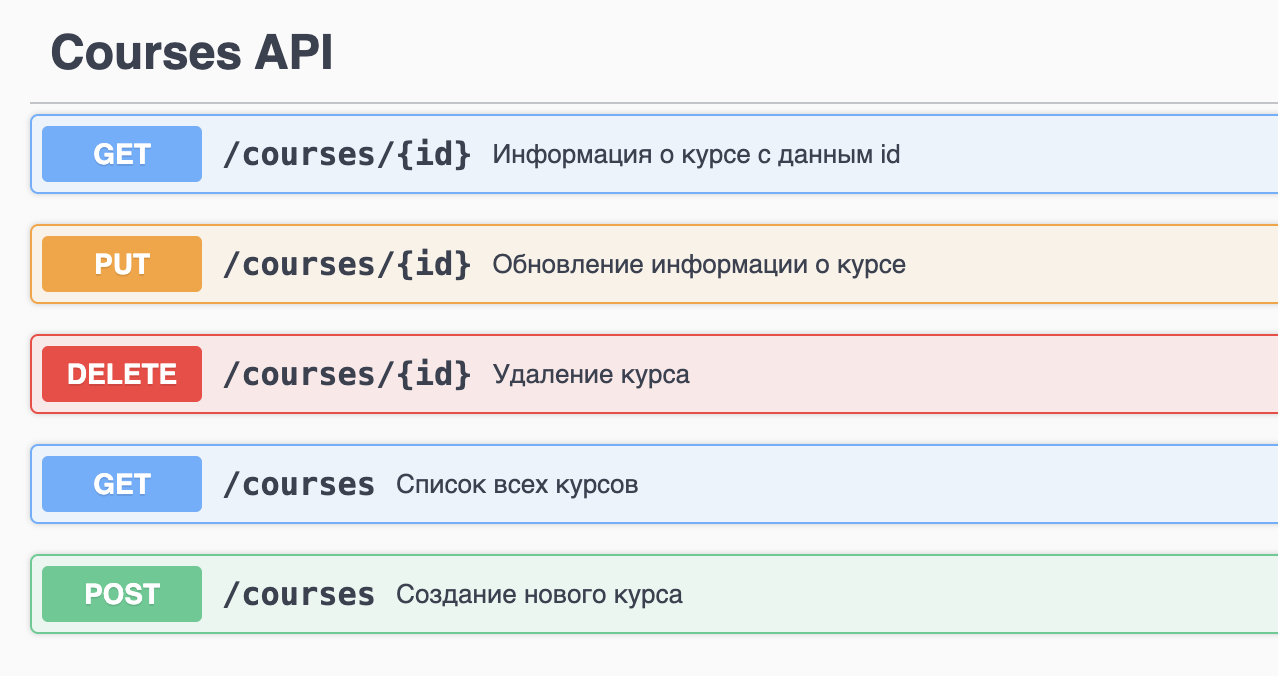 Courses API
GET /courses/{id} Информация о курсе с данным id
PUT /courses/{id} Обновление информации о курсе
DELETE /courses/{id} Удаление курса
GET /courses Список всех курсов
POST /courses Создание нового курса